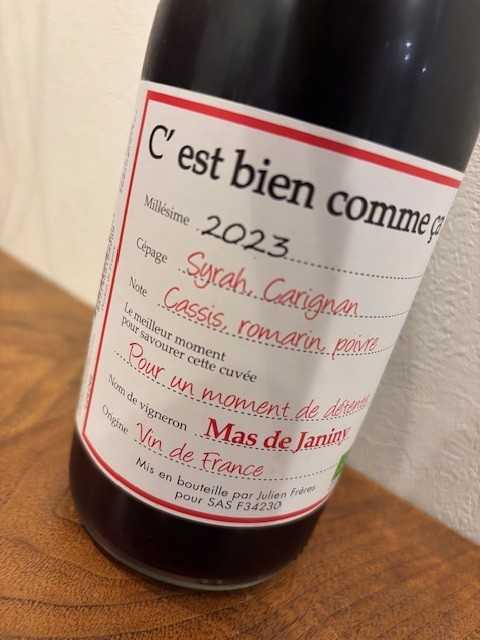 C'est bien comme ça
Millésime 2023
Cépage Syrah, Carignan
Note Cassis, romarin, poivre
Le meilleur moment
pour savourer cette cuvée
Pour un moment de détente
Nom de vigneron Mas de Janiny
Origine Vin de France
Mis en bouteille par Julien Frères
pour SAS F34230